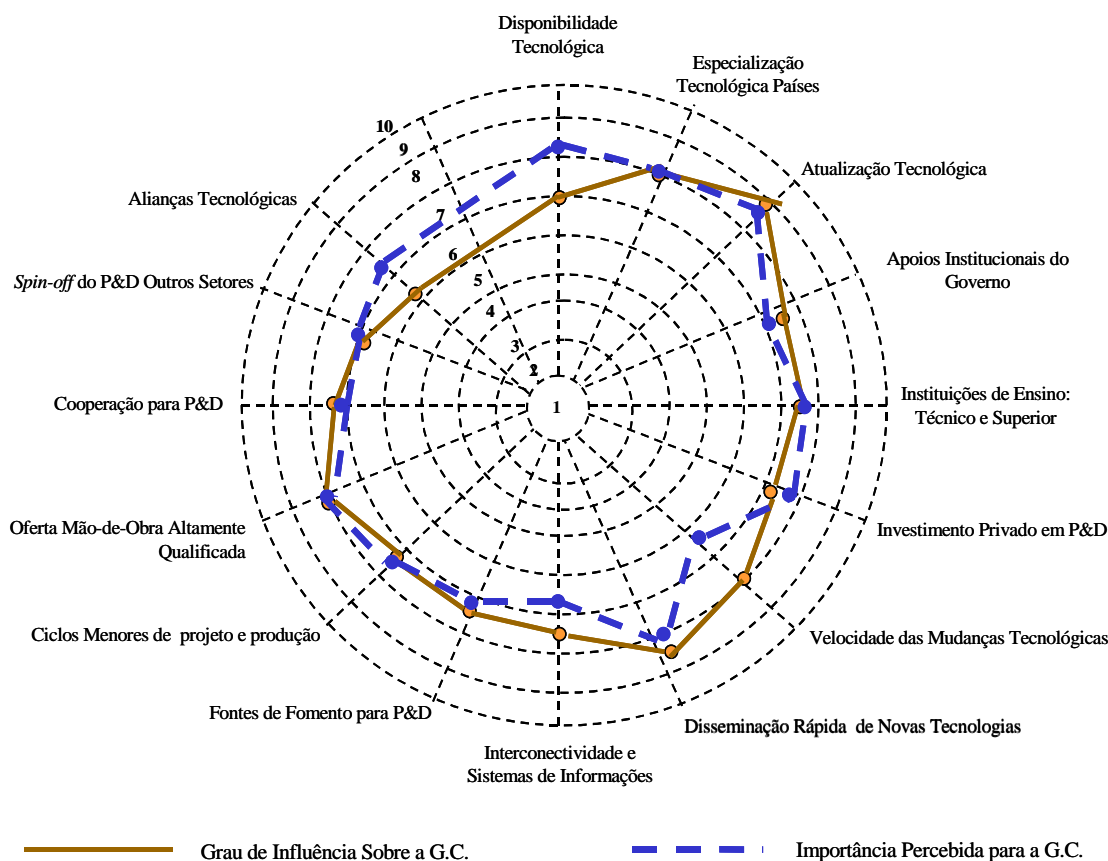 Disponibilidade
Tecnológica
Especialização
Tecnológica Países
Atualização Tecnológica
Apoios Institucionais do
Governo
Instituições de Ensino:
Técnico e Superior
Investimento Privado em P&D
Velocidade das Mudanças Tecnológicas
Disseminação Rápida de Novas Tecnologias
Interconectividade e
Sistemas de Informações
Fontes de Fomento para P&D
Ciclos Menores de projeto e produção
Oferta Mão-de-Obra Altamente
Qualificada
Cooperação para P&D
Spin-off do P&D Outros Setores
Alianças Tecnológicas
10
9
8
7
6
5
4
3
2
1
Grau de Influência Sobre a G.C.
Importância Percebida para a G.C.